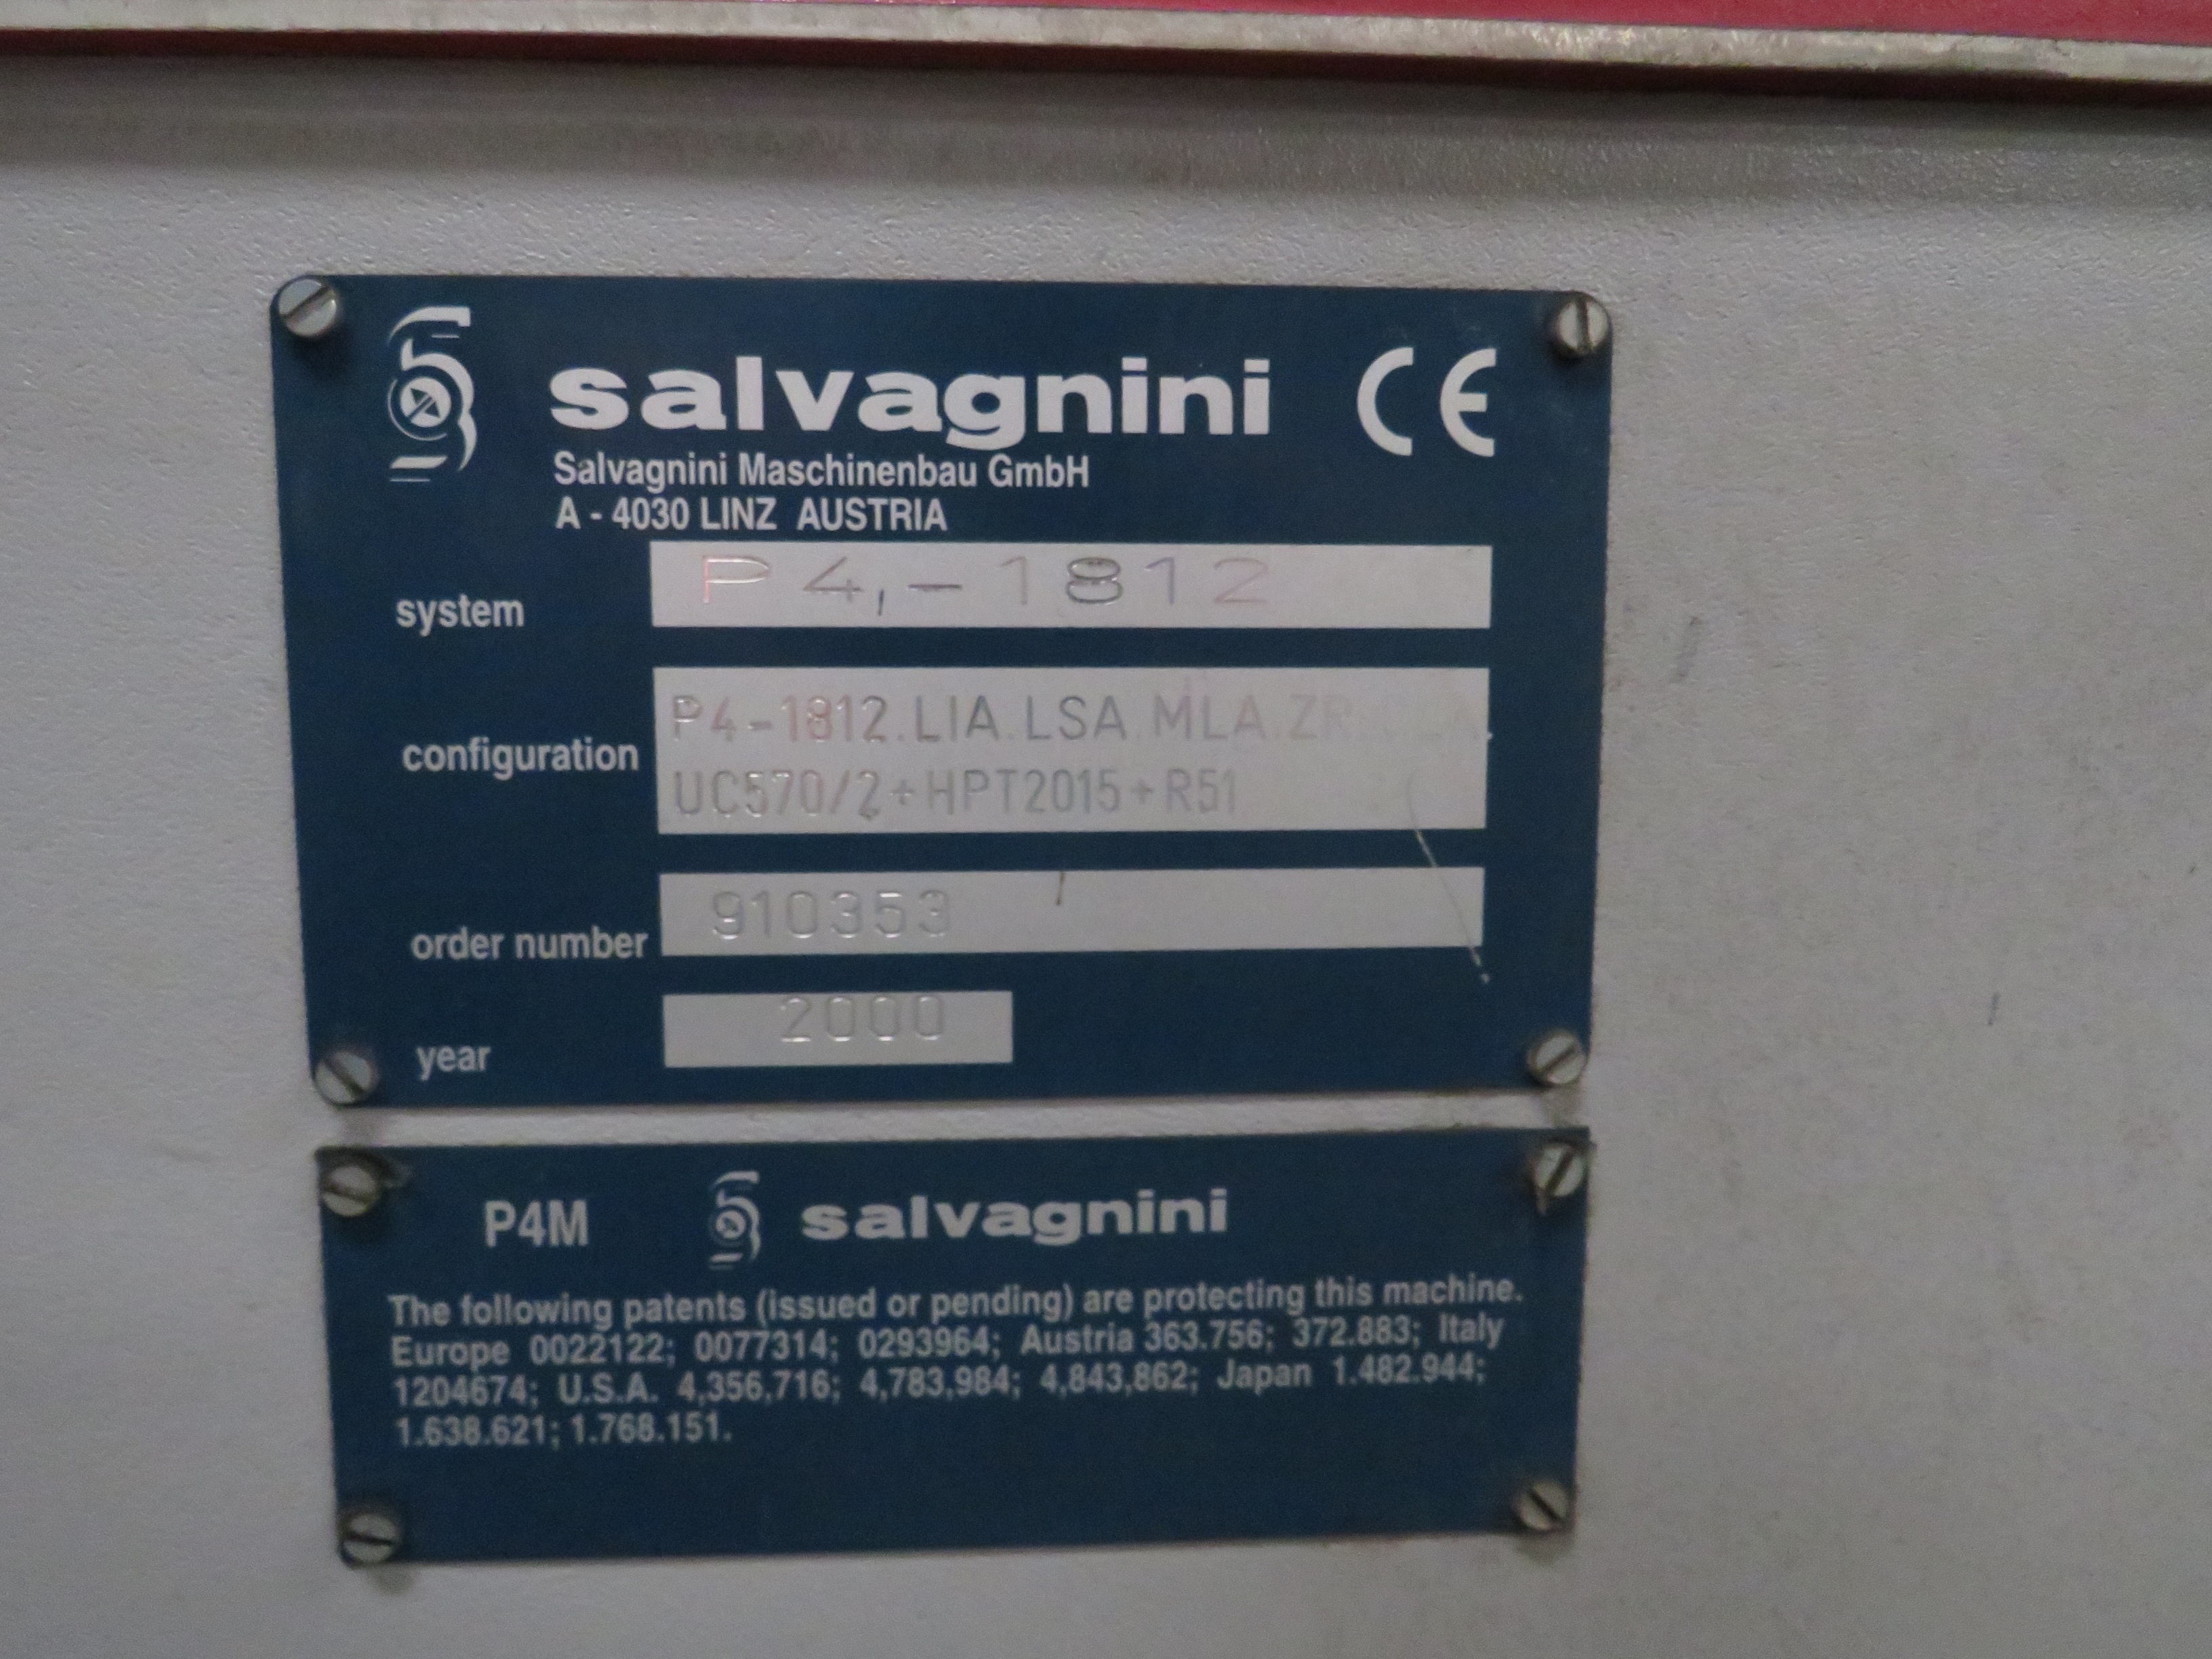 salvagnini CE
Salvagnini Maschinenbau GmbH
A - 4030 LINZ AUSTRIA
system P4,-1812
configuration P4-1812.LIA.LSA.MLA.
UC570/2+HPT2015+R51
order number 910353
year 2000
P4M salvagnini
The following patents (issued or pending) are protecting this machine.
Europe 0022122; 0077314; 0293964; Austria 363.756; 372.883; Italy
1204674; U.S.A. 4,356,716; 4,783,984; 4,843,862; Japan 1.482.944;
1.638.621; 1.768.151.